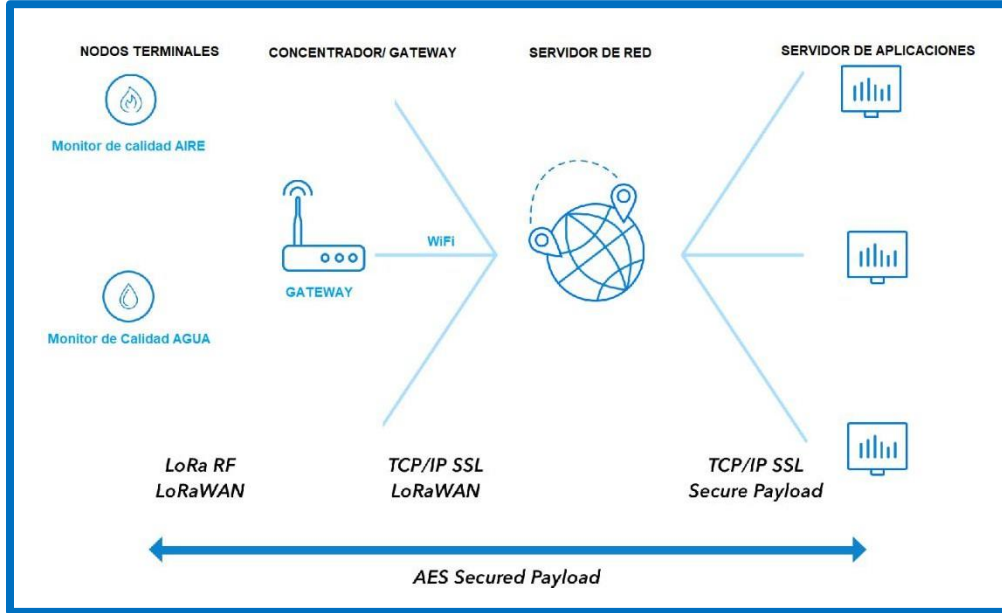 NODOS TERMINALES
CONCENTRADOR/ GATEWAY
SERVIDOR DE RED
SERVIDOR DE APLICACIONES
Monitor de calidad AIRE
WiFi
GATEWAY
Monitor de Calidad AGUA
LoRa RF
LoRaWAN
TCP/IP SSL
LoRaWAN
TCP/IP SSL
Secure Payload
AES Secured Payload